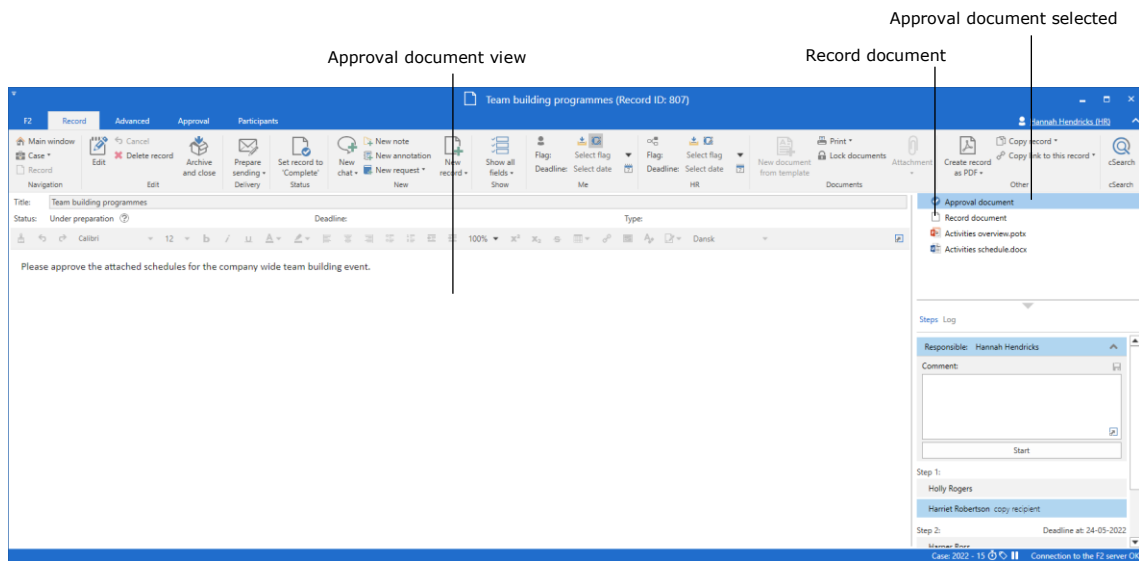 Approval document selected
Approval document view
Record document
Team building programmes (Record ID: 807)
F2 Record Advanced Approval Participants
Hannah Hendricks (HR)
Main window
Case
Record
Navigation
Edit
Cancel
Delete record
Archive and close
Edit
Prepare sending
Delivery
Set record to 'Complete'
Status
New chat
New note
New annotation
New request
New record
New
Show all fields
Show
Flag: Select flag
Deadline: Select date
Me
Flag: Select flag
Deadline: Select date
HR
New document from template
Print
Lock documents
Attachment
Documents
Create record as PDF
Copy record
Copy link to this record
Other
cSearch
cSearch
Title: Team building programmes
Status: Under preparation Deadline: Type:
Calibri 12 b / u 100% x² x₂ Dansk
Please approve the attached schedules for the company wide team building event.
Approval document
Record document
Activities overview.potx
Activities schedule.docx
Steps Log
Responsible: Hannah Hendricks
Comment:
Start
Step 1:
Holly Rogers
Harriet Robertson copy recipient
Step 2: Deadline at: 24-05-2022
Case: 2022 - 15 Connection to the F2 server OK